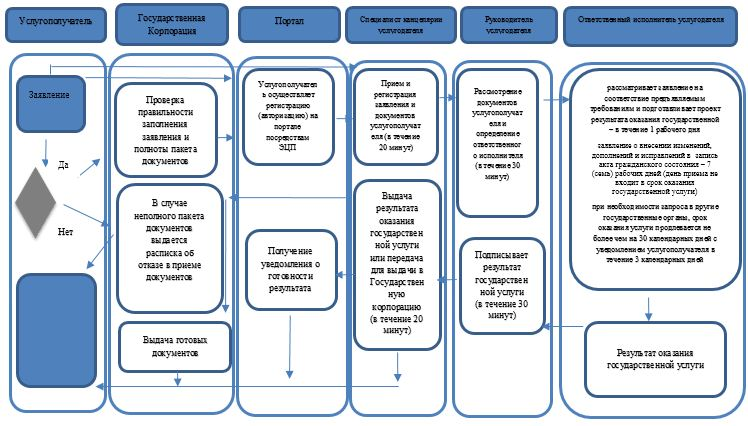 Услугополучатель
Государственная
Корпорация
Портал
Специалист канцелярии
услугодателя
Руководитель
услугодателя
Ответственный исполнитель услугодателя
Заявление
Да
Нет
Проверка
правильности
заполнения
заявления и
полноты пакета
документов
В случае
неполного пакета
документов
выдается
расписка об
отказе в приеме
документов
Выдача готовых
документов
Услугополучател
ь осуществляет
регистрацию
(авторизацию) на
портале
посредствам
ЭЦП
Получение
уведомления о
готовности
результата
Прием и
регистрация
заявления и
документов
услугополучат
еля (в течение
20 минут)
Выдача
результата
оказания
государствен
ной услуги
или передача
для выдачи в
Государствен
ную
корпорацию
(в течение 20
минут)
Рассмотрение
документов
услугополучат
еля и
определение
ответственног
о исполнителя
(в течение 30
минут)
Подписывает
результат
государствен
ной услуги
(в течение 30
минут)
рассматривает заявление на
соответствие предъявляемым
требованиям и подготавливает проект
результата оказания государственной
– в течение 1 рабочего дня
заявление о внесении изменений,
дополнений и исправлений в запись
акта гражданского состояния – 7
(семь) рабочих дней (день приема не
входит в срок оказания
государственной услуги)
при необходимости запроса в другие
государственные органы, срок
оказания услуги продлевается не
более чем на 30 календарных дней с
уведомлением услугополучателя в
течение 3 календарных дней
Результат оказания
государственной услуги